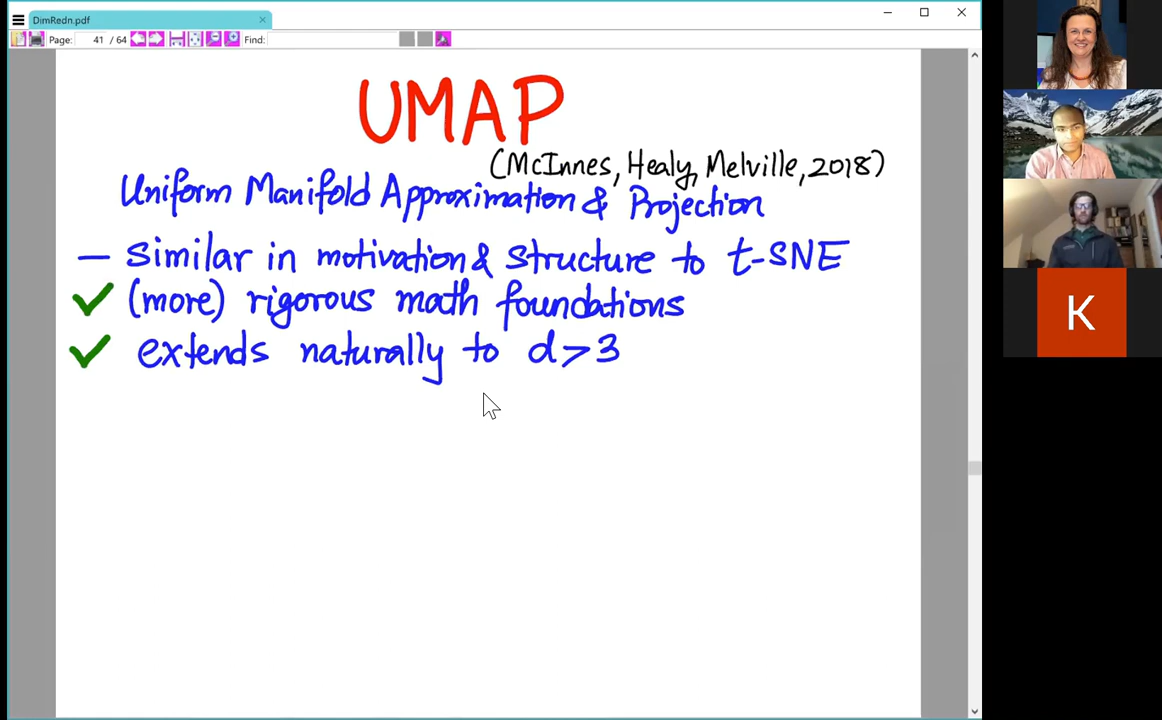 DimRedn.pdf
Page: 41 / 64 Find:
UMAP
(McInnes, Healy, Melville, 2018)
Uniform Manifold Approximation & Projection
— similar in motivation & structure to t-SNE
✓ (more) rigorous math foundations
✓ extends naturally to d > 3
K